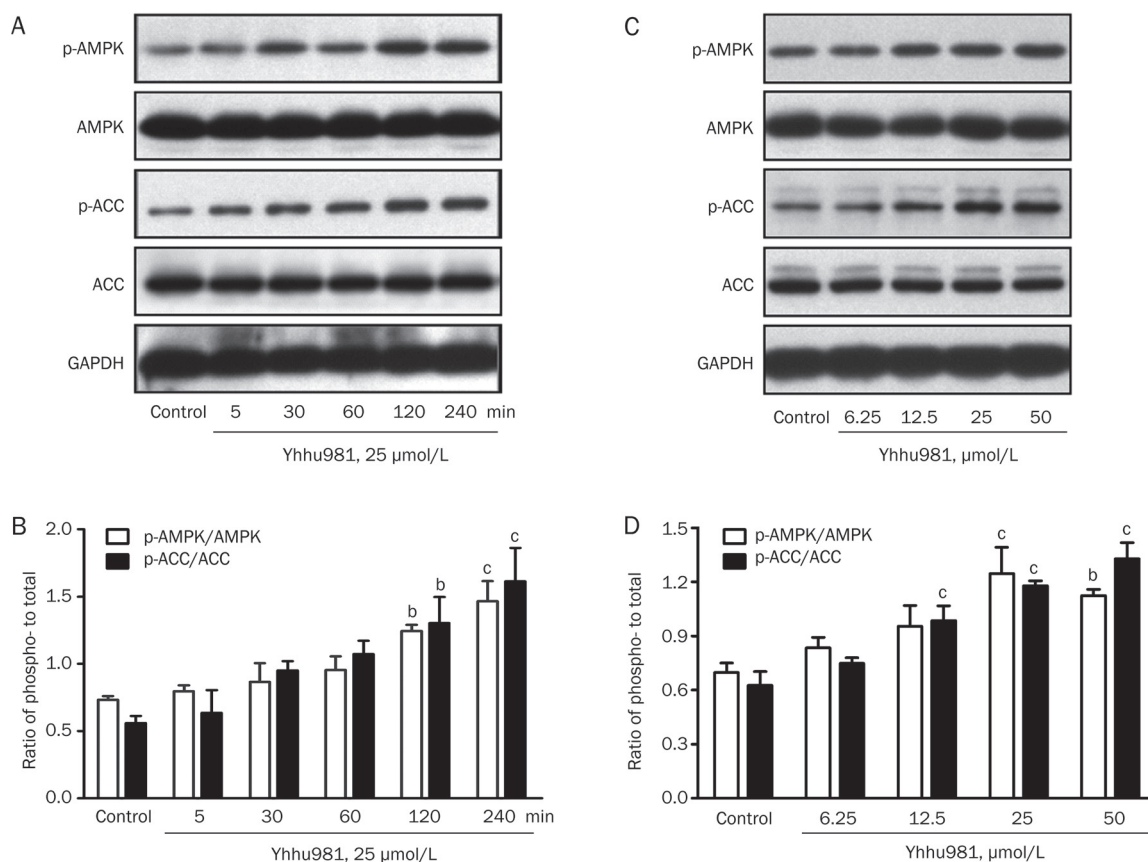 A
p-AMPK
AMPK
p-ACC
ACC
GAPDH
Control 5 30 60 120 240 min
Yhhu981, 25 µmol/L
C
p-AMPK
AMPK
p-ACC
ACC
GAPDH
Control 6.25 12.5 25 50
Yhhu981, µmol/L
B
p-AMPK/AMPK
p-ACC/ACC
Ratio of phospho- to total
2.0
1.5
1.0
0.5
0.0
b b
c c
Control 5 30 60 120 240 min
Yhhu981, 25 µmol/L
D
p-AMPK/AMPK
p-ACC/ACC
Ratio of phospho- to total
1.5
1.2
0.9
0.6
0.3
0.0
c
c c
b c
Control 6.25 12.5 25 50
Yhhu981, µmol/L